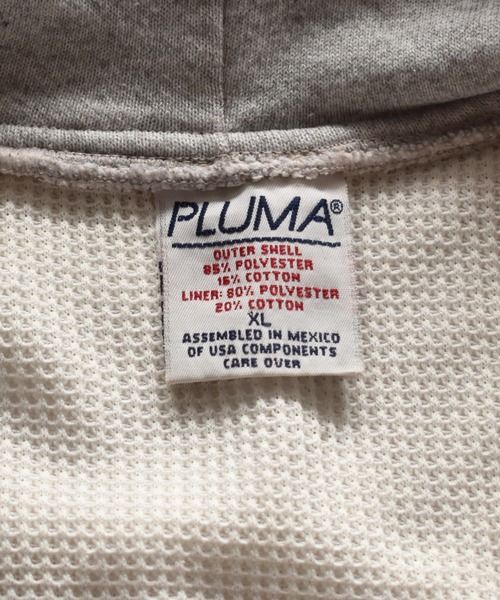 PLUMA®
OUTER SHELL
85% POLYESTER
15% COTTON
LINER: 80% POLYESTER
20% COTTON
XL
ASSEMBLED IN MEXICO
OF USA COMPONENTS
CARE OVER